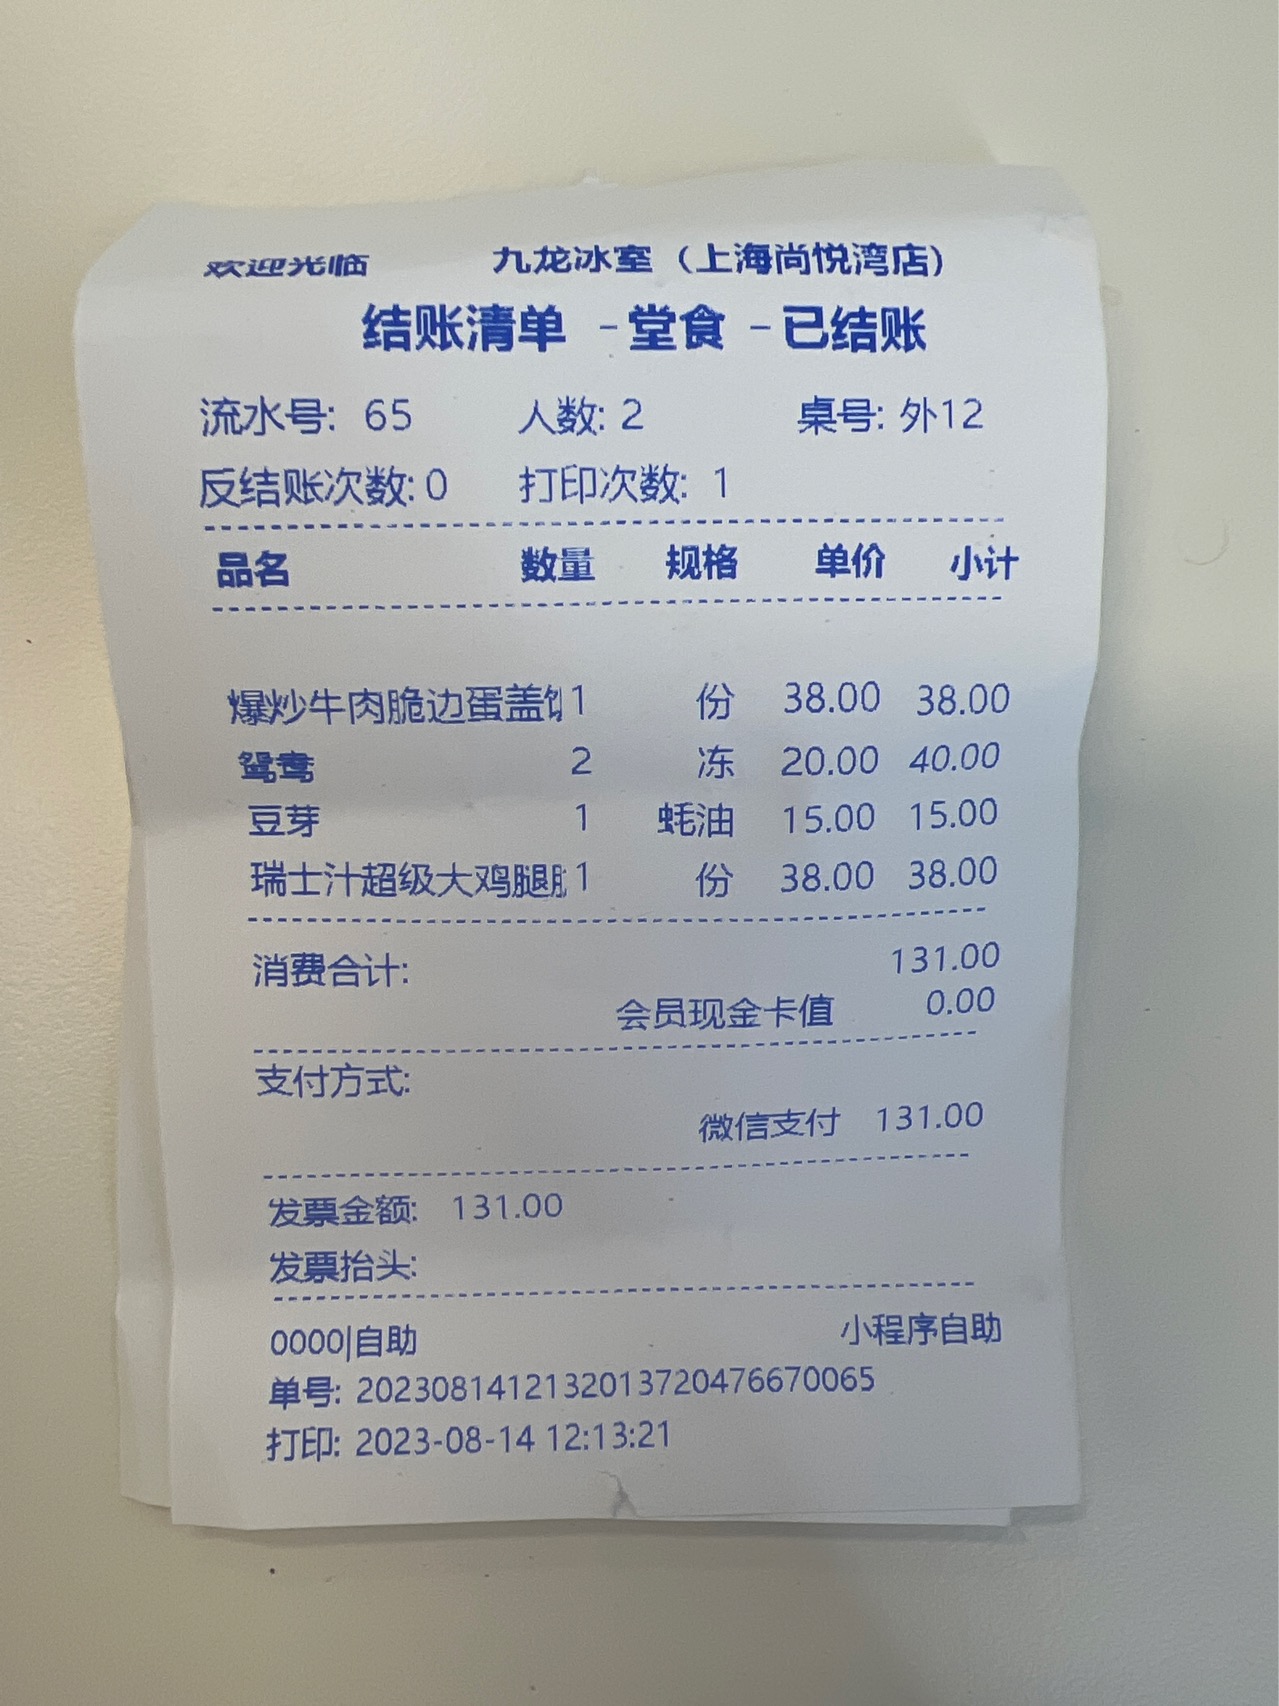 欢迎光临 九龙冰室（上海尚悦湾店）
结账清单 -堂食 -已结账
流水号: 65 人数: 2 桌号: 外12
反结账次数: 0 打印次数: 1
品名 数量 规格 单价 小计
爆炒牛肉脆边蛋盖 1 份 38.00 38.00
鸳鸯 2 冻 20.00 40.00
豆芽 1 蚝油 15.00 15.00
瑞士汁超级大鸡腿 1 份 38.00 38.00
消费合计: 131.00
会员现金卡值 0.00
支付方式:
微信支付 131.00
发票金额: 131.00
发票抬头:
0000|自助 小程序自助
单号: 2023081412132013720476670065
打印: 2023-08-14 12:13:21